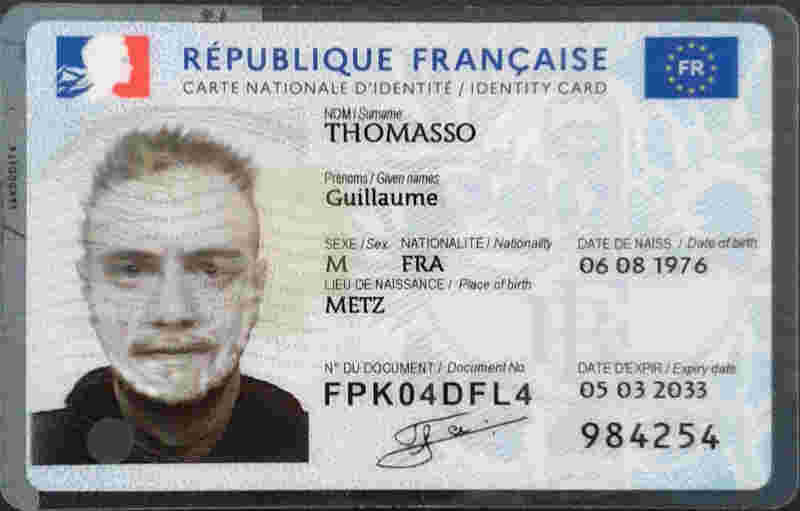 RÉPUBLIQUE FRANÇAISE
FR
CARTE NATIONALE D'IDENTITÉ / IDENTITY CARD
NOM / Surname
THOMASSO
Prénoms / Given names
Guillaume
SEXE / Sex NATIONALITÉ / Nationality DATE DE NAISS. / Date of birth
M FRA 06 08 1976
LIEU DE NAISSANCE / Place of birth
METZ
N° DU DOCUMENT / Document No DATE D'EXPIR. / Expiry date
FPK04DFL4 05 03 2033
984254